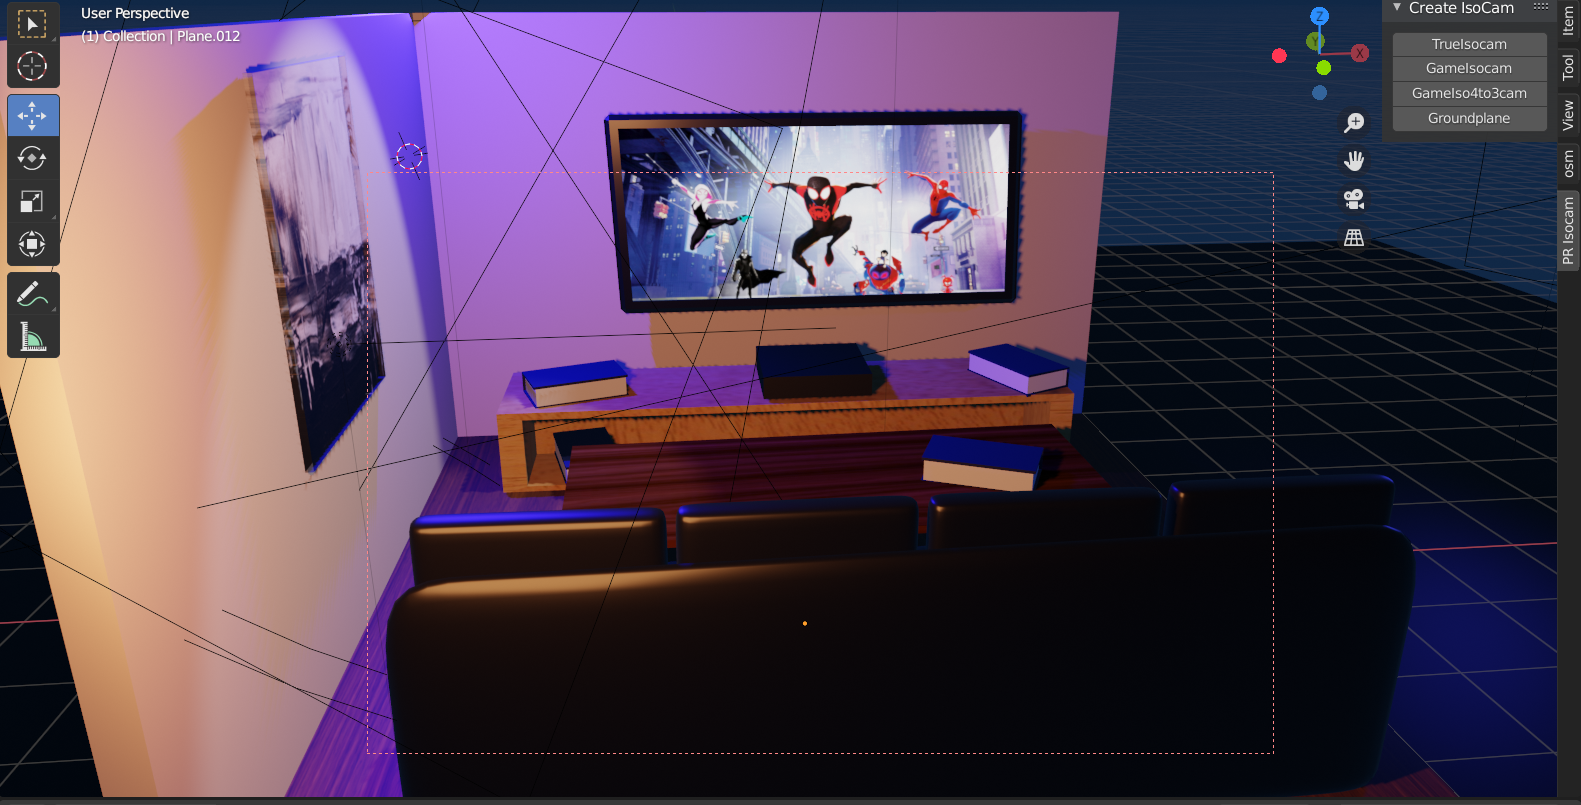 User Perspective
(1) Collection | Plane.012
Create IsoCam
TrueIsocam
GameIsocam
GameIso4to3cam
Groundplane
Z
Y
X
Item
Tool
View
osm
PR Isocam